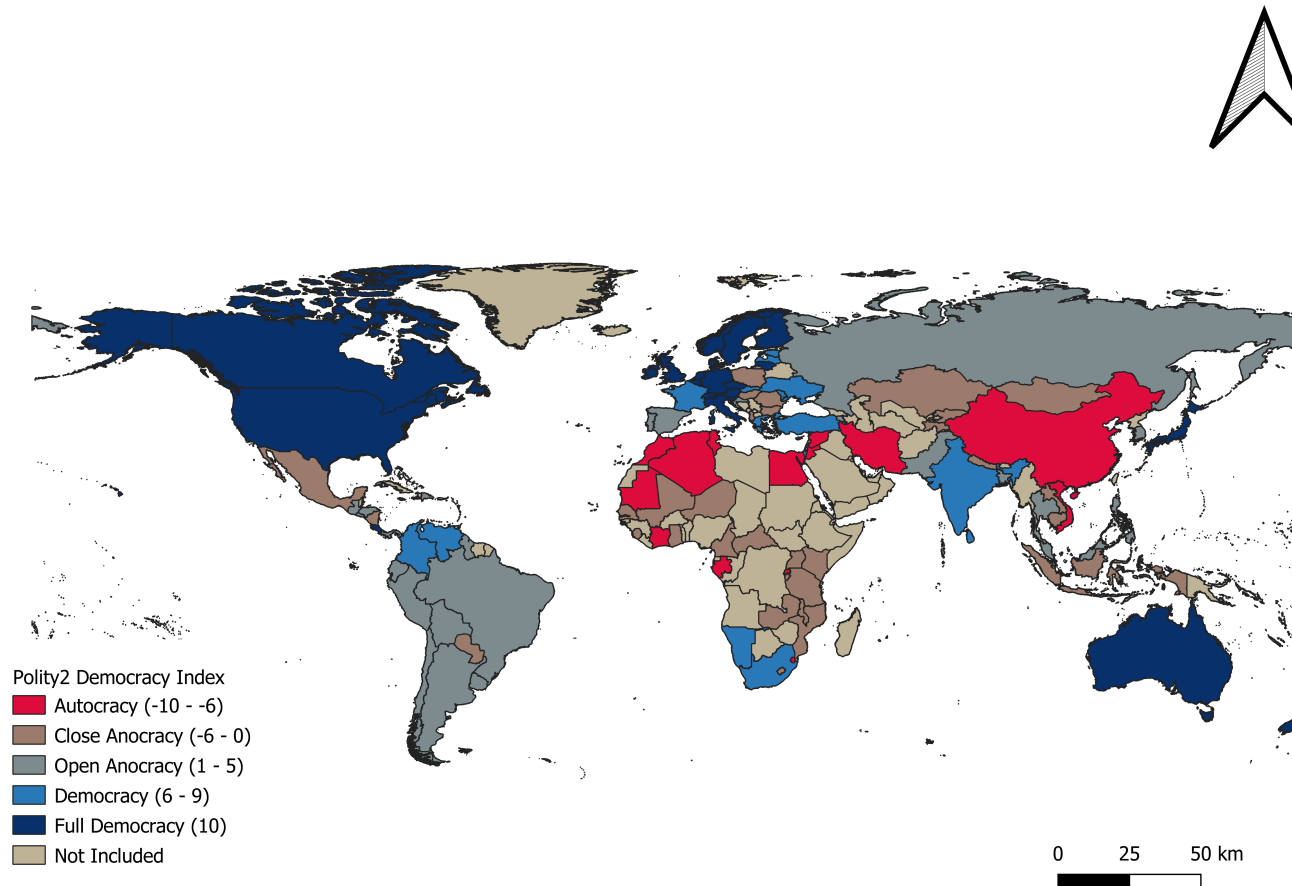 Polity2 Democracy Index
Autocracy (-10 - -6)
Close Anocracy (-6 - 0)
Open Anocracy (1 - 5)
Democracy (6 - 9)
Full Democracy (10)
Not Included
0 25 50 km